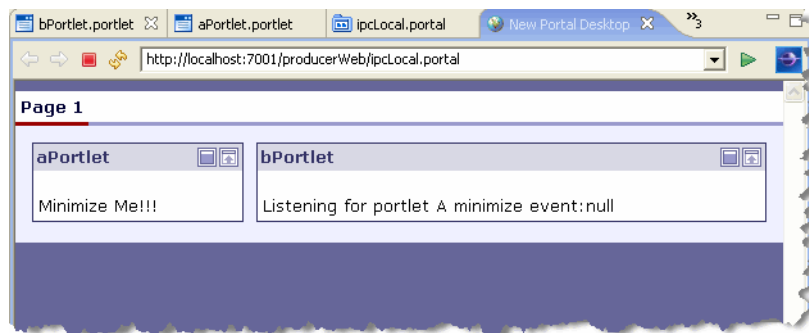 bPortlet.portlet aPortlet.portlet ipcLocal.portal New Portal Desktop 3
http://localhost:7001/producerWeb/ipcLocal.portal
Page 1
aPortlet bPortlet
Minimize Me!!! Listening for portlet A minimize event:null